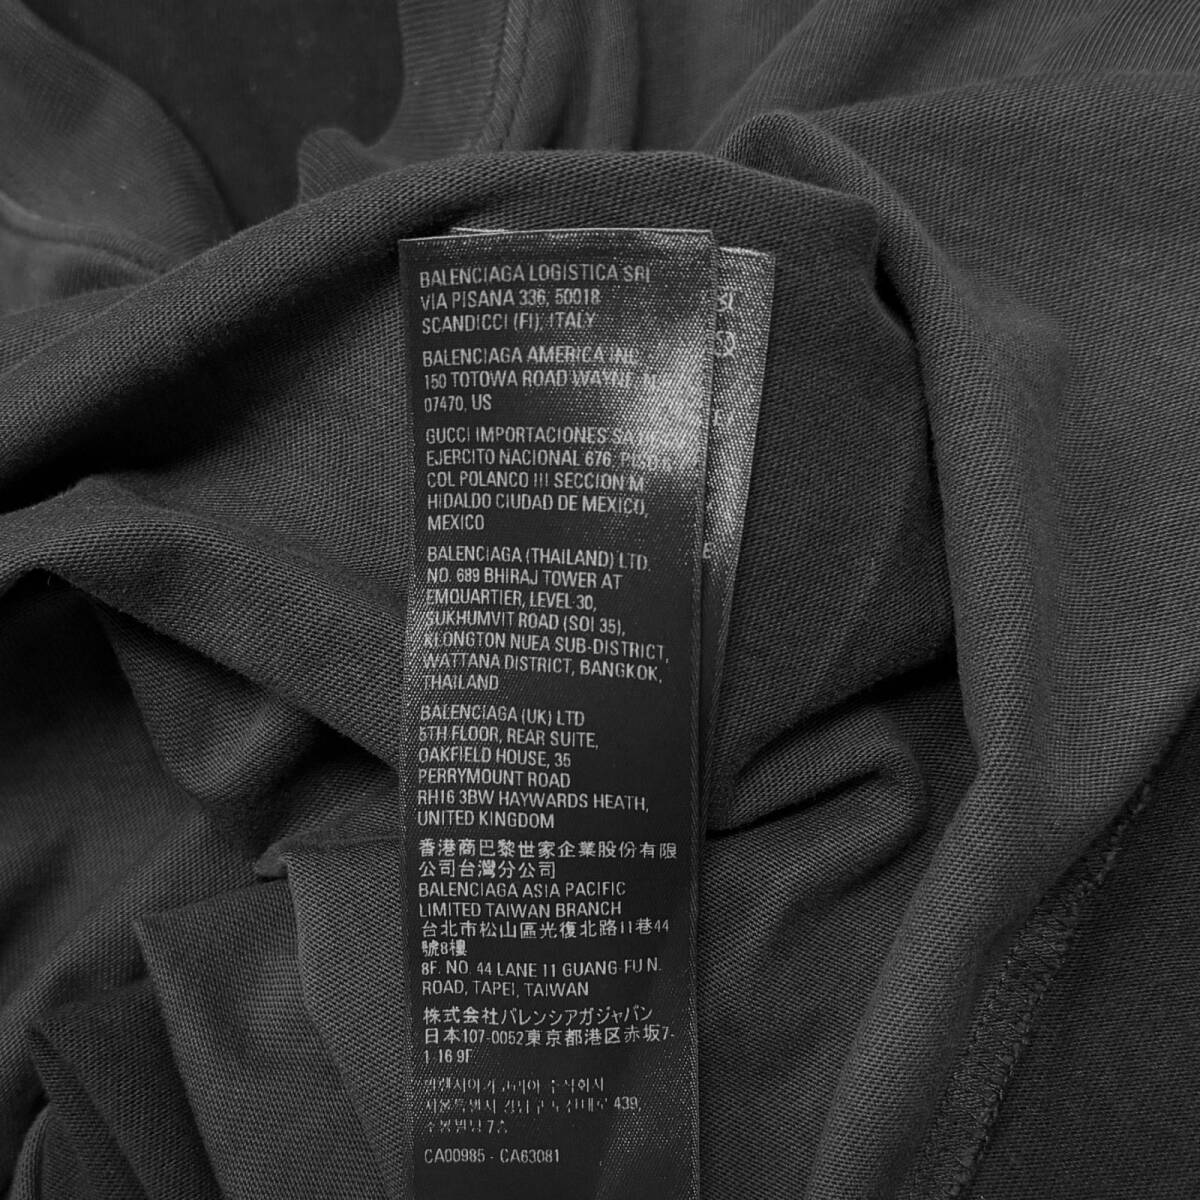 BALENCIAGA LOGISTICA SRL
VIA PISANA 336, 50018
SCANDICCI (FI), ITALY
BALENCIAGA AMERICA INC
150 TOTOWA ROAD WAYNE
07470, US
GUCCI IMPORTACIONES SA
EJERCITO NACIONAL 676,
COL POLANCO III SECCION M
HIDALGO CIUDAD DE MEXICO,
MEXICO
BALENCIAGA (THAILAND) LTD.
NO. 689 BHIRAJ TOWER AT
EMQUARTIER, LEVEL 30,
SUKHUMVIT ROAD (SOI 35),
KLONGTON NUEA SUB-DISTRICT,
WATTANA DISTRICT, BANGKOK,
THAILAND
BALENCIAGA (UK) LTD
5TH FLOOR, REAR SUITE,
OAKFIELD HOUSE, 35
PERRYMOUNT ROAD
RH16 3BW HAYWARDS HEATH,
UNITED KINGDOM
香港商巴黎世家企業股份有限
公司台灣分公司
BALENCIAGA ASIA PACIFIC
LIMITED TAIWAN BRANCH
台北市松山區光復北路11巷44
號8樓
8F. NO. 44 LANE 11 GUANG-FU N.
ROAD, TAPEI, TAIWAN
株式会社バレンシアガジャパン
日本107-0052東京都港区赤坂7-
1 16 9F
439,
7층
CA00985 - CA63081